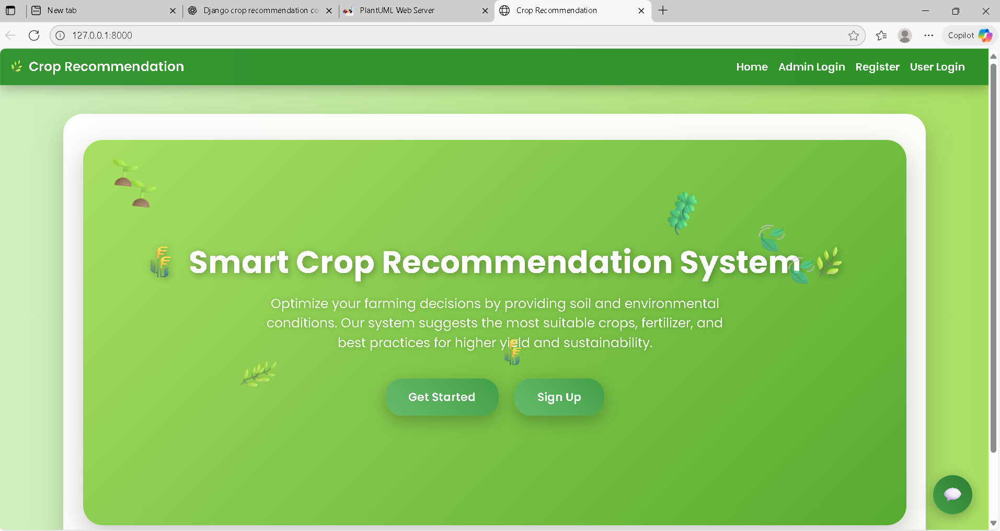 New tab
Django crop recommendation co
PlantUML Web Server
Crop Recommendation
127.0.0.1:8000
Copilot
Crop Recommendation
Home Admin Login Register User Login
Smart Crop Recommendation System
Optimize your farming decisions by providing soil and environmental
conditions. Our system suggests the most suitable crops, fertilizer, and
best practices for higher yield and sustainability.
Get Started
Sign Up